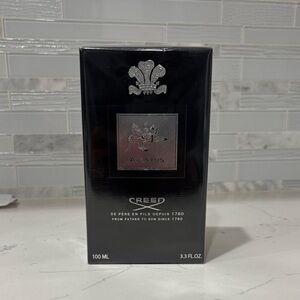 AVENTUS
CREED
DE PÈRE EN FILS DEPUIS 1760
FROM FATHER TO SON SINCE 1760
100 ML 3.3 FL.OZ.